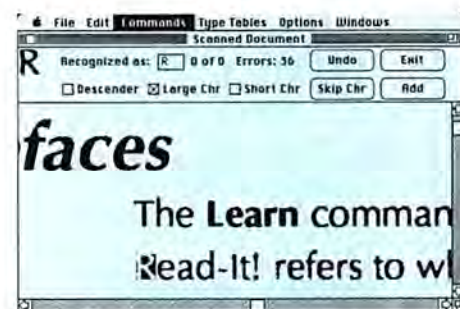 File Edit Commands Type Tables Options Windows
Scanned Document
R Recognized as: R 0 of 0 Errors: 36 Undo Exit
Descender Large Chr Short Chr Skip Chr Add
faces
The Learn comman
Read-It! refers to wh